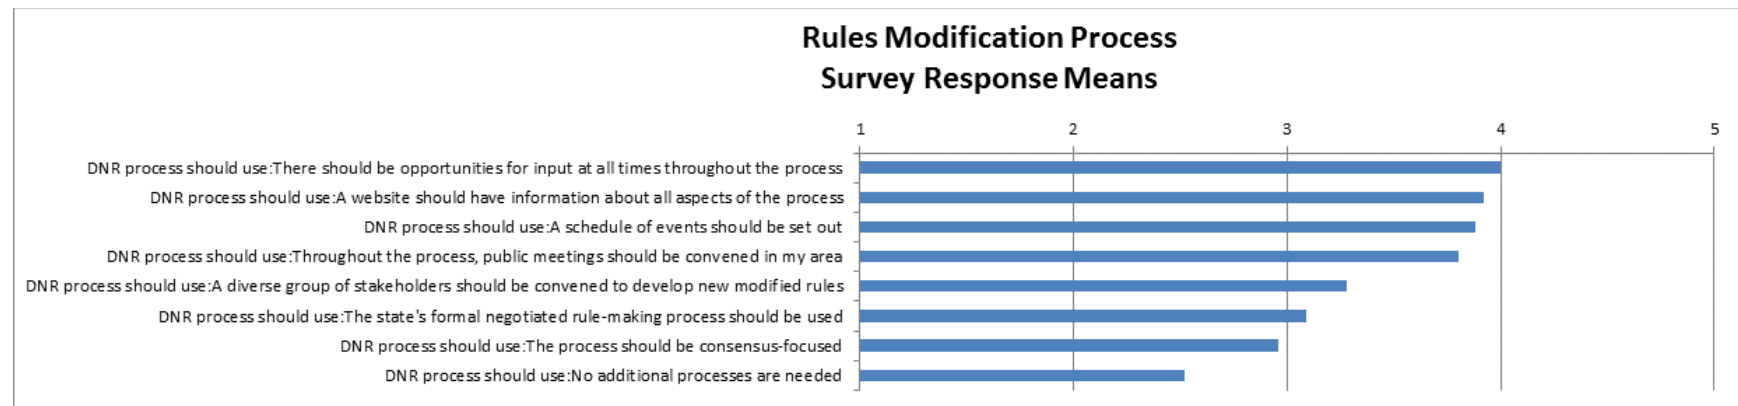 Rules Modification Process
Survey Response Means
1 2 3 4 5
DNR process should use:There should be opportunities for input at all times throughout the process
DNR process should use:A website should have information about all aspects of the process
DNR process should use:A schedule of events should be set out
DNR process should use:Throughout the process, public meetings should be convened in my area
DNR process should use:A diverse group of stakeholders should be convened to develop new modified rules
DNR process should use:The state's formal negotiated rule-making process should be used
DNR process should use:The process should be consensus-focused
DNR process should use:No additional processes are needed